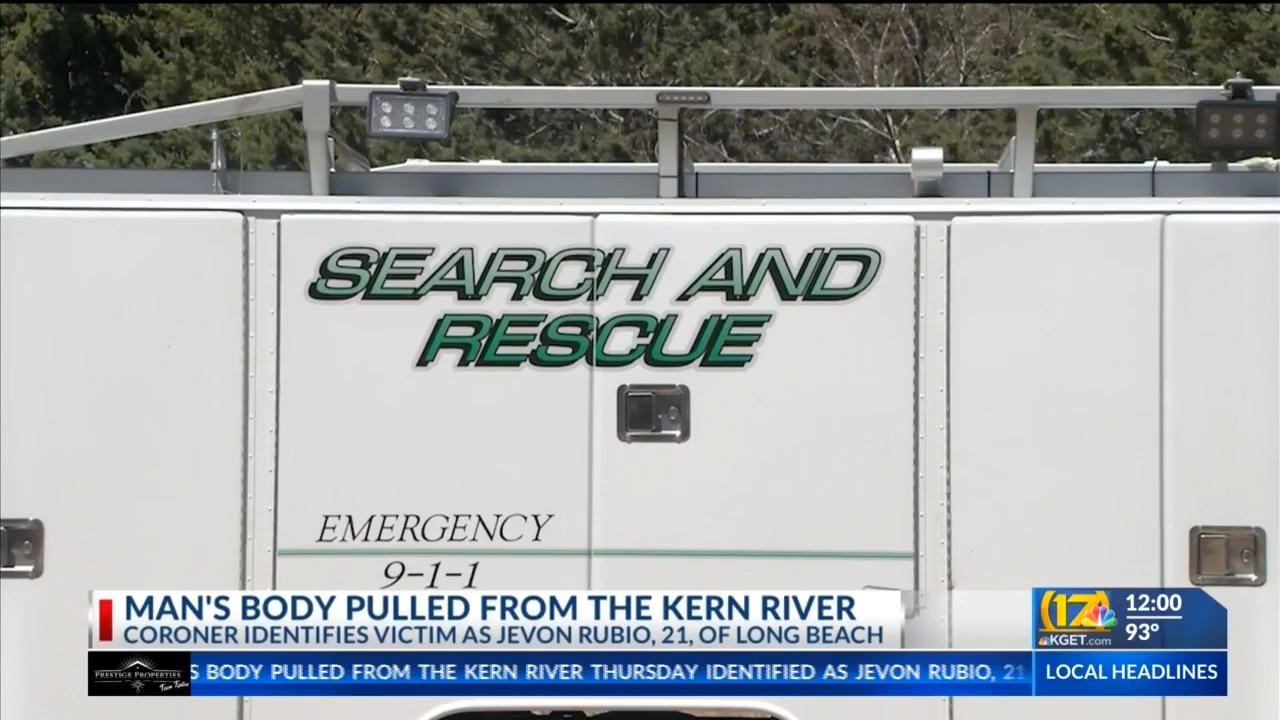 SEARCH AND
RESCUE
EMERGENCY
9-1-1
MAN'S BODY PULLED FROM THE KERN RIVER
CORONER IDENTIFIES VICTIM AS JEVON RUBIO, 21, OF LONG BEACH
17
KGET.com
12:00
93°
PRESTIGE PROPERTIES
S BODY PULLED FROM THE KERN RIVER THURSDAY IDENTIFIED AS JEVON RUBIO, 21
LOCAL HEADLINES